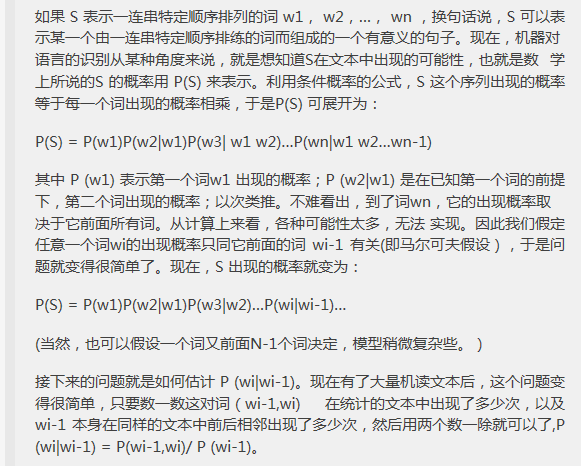 如果 S 表示一连串特定顺序排列的词 w1， w2，…， wn ，换句话说，S 可以表
示某一个由一连串特定顺序排练的词而组成的一个有意义的句子。现在，机器对
语言的识别从某种角度来说，就是想知道S在文本中出现的可能性，也就是数 学
上所说的S 的概率用 P(S) 来表示。利用条件概率的公式，S 这个序列出现的概率
等于每一个词出现的概率相乘，于是P(S) 可展开为：
P(S) = P(w1)P(w2|w1)P(w3| w1 w2)…P(wn|w1 w2…wn-1)
其中 P (w1) 表示第一个词w1 出现的概率；P (w2|w1) 是在已知第一个词的前提
下，第二个词出现的概率；以次类推。不难看出，到了词wn，它的出现概率取
决于它前面所有词。从计算上来看，各种可能性太多，无法 实现。因此我们假定
任意一个词wi的出现概率只同它前面的词 wi-1 有关(即马尔可夫假设），于是问
题就变得很简单了。现在，S 出现的概率就变为：
P(S) = P(w1)P(w2|w1)P(w3|w2)…P(wi|wi-1)…
(当然，也可以假设一个词又前面N-1个词决定，模型稍微复杂些。）
接下来的问题就是如何估计 P (wi|wi-1)。现在有了大量机读文本后，这个问题变
得很简单，只要数一数这对词（wi-1,wi) 在统计的文本中出现了多少次，以及
wi-1 本身在同样的文本中前后相邻出现了多少次，然后用两个数一除就可以了,P
(wi|wi-1) = P(wi-1,wi)/ P (wi-1)。